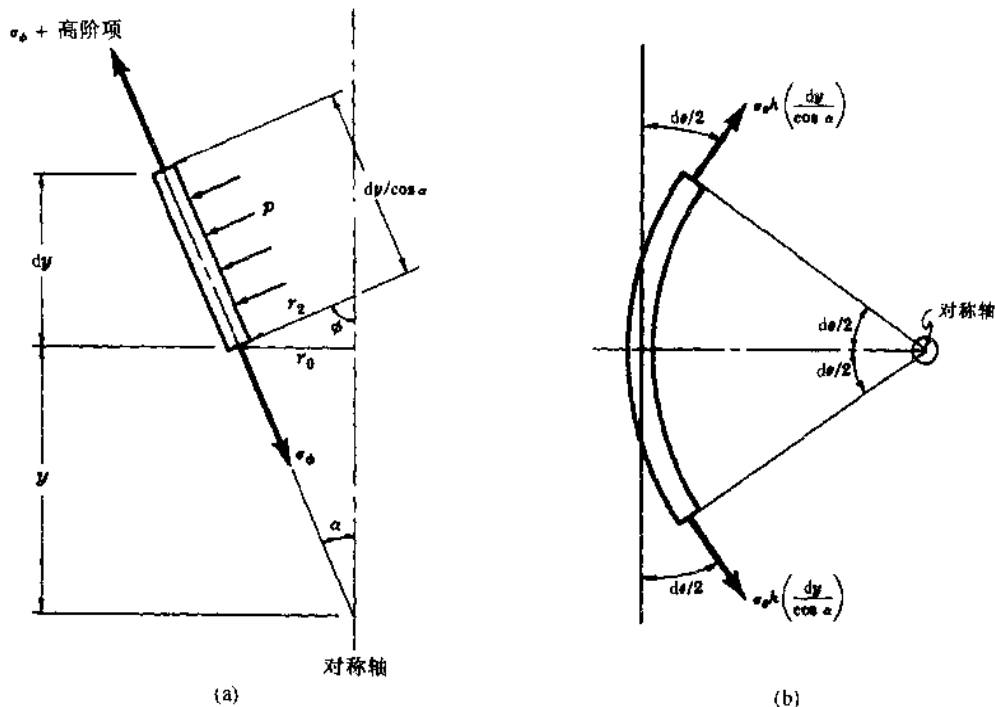 σ_ϕ + 高阶项
dy/cos α
p
dy
r_2
ϕ
r_0
σ_ϕ
y
α
对称轴
(a)
dθ/2
σ_θ h (dy/cos α)
dθ/2
dθ/2
对称轴
dθ/2
σ_θ h (dy/cos α)
(b)